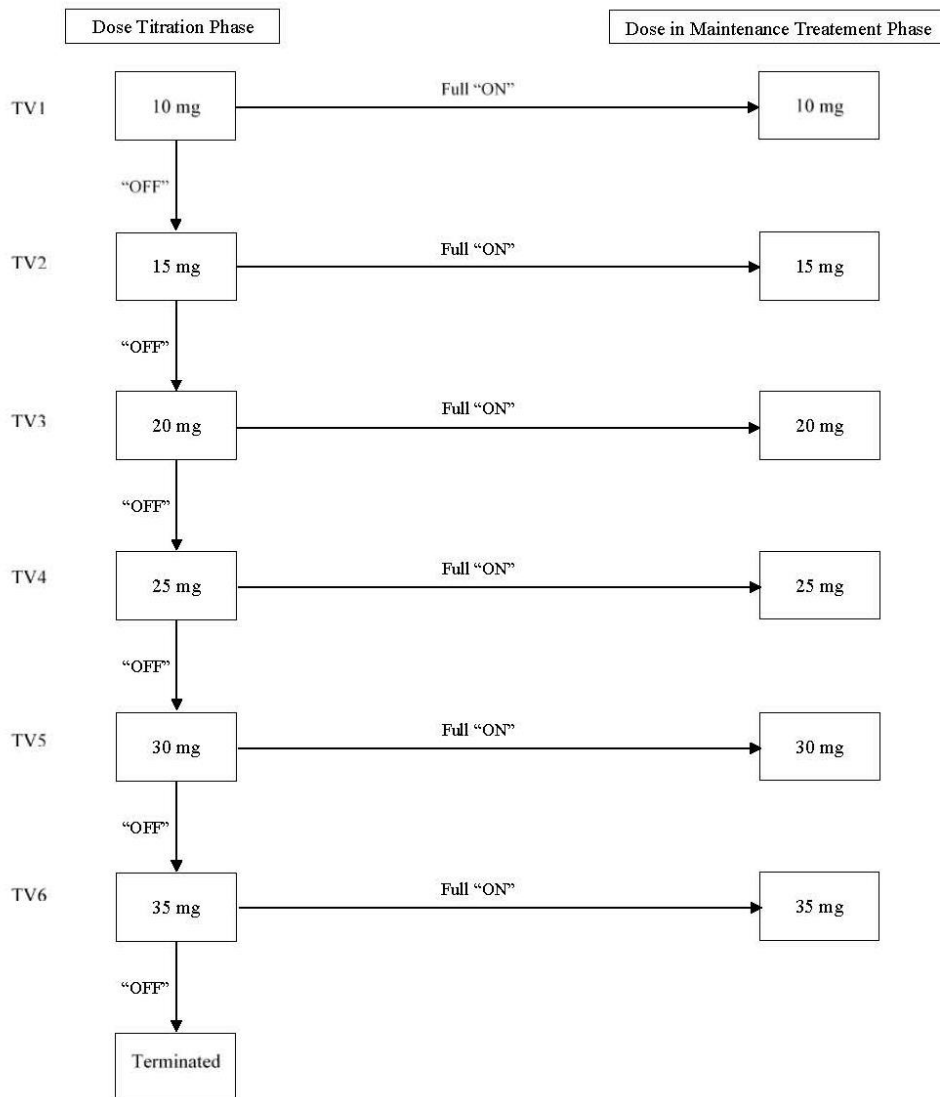 Dose Titration Phase
Dose in Maintenance Treatement Phase
TV1
10 mg
Full “ON”
10 mg
“OFF”
TV2
15 mg
Full “ON”
15 mg
“OFF”
TV3
20 mg
Full “ON”
20 mg
“OFF”
TV4
25 mg
Full “ON”
25 mg
“OFF”
TV5
30 mg
Full “ON”
30 mg
“OFF”
TV6
35 mg
Full “ON”
35 mg
“OFF”
Terminated